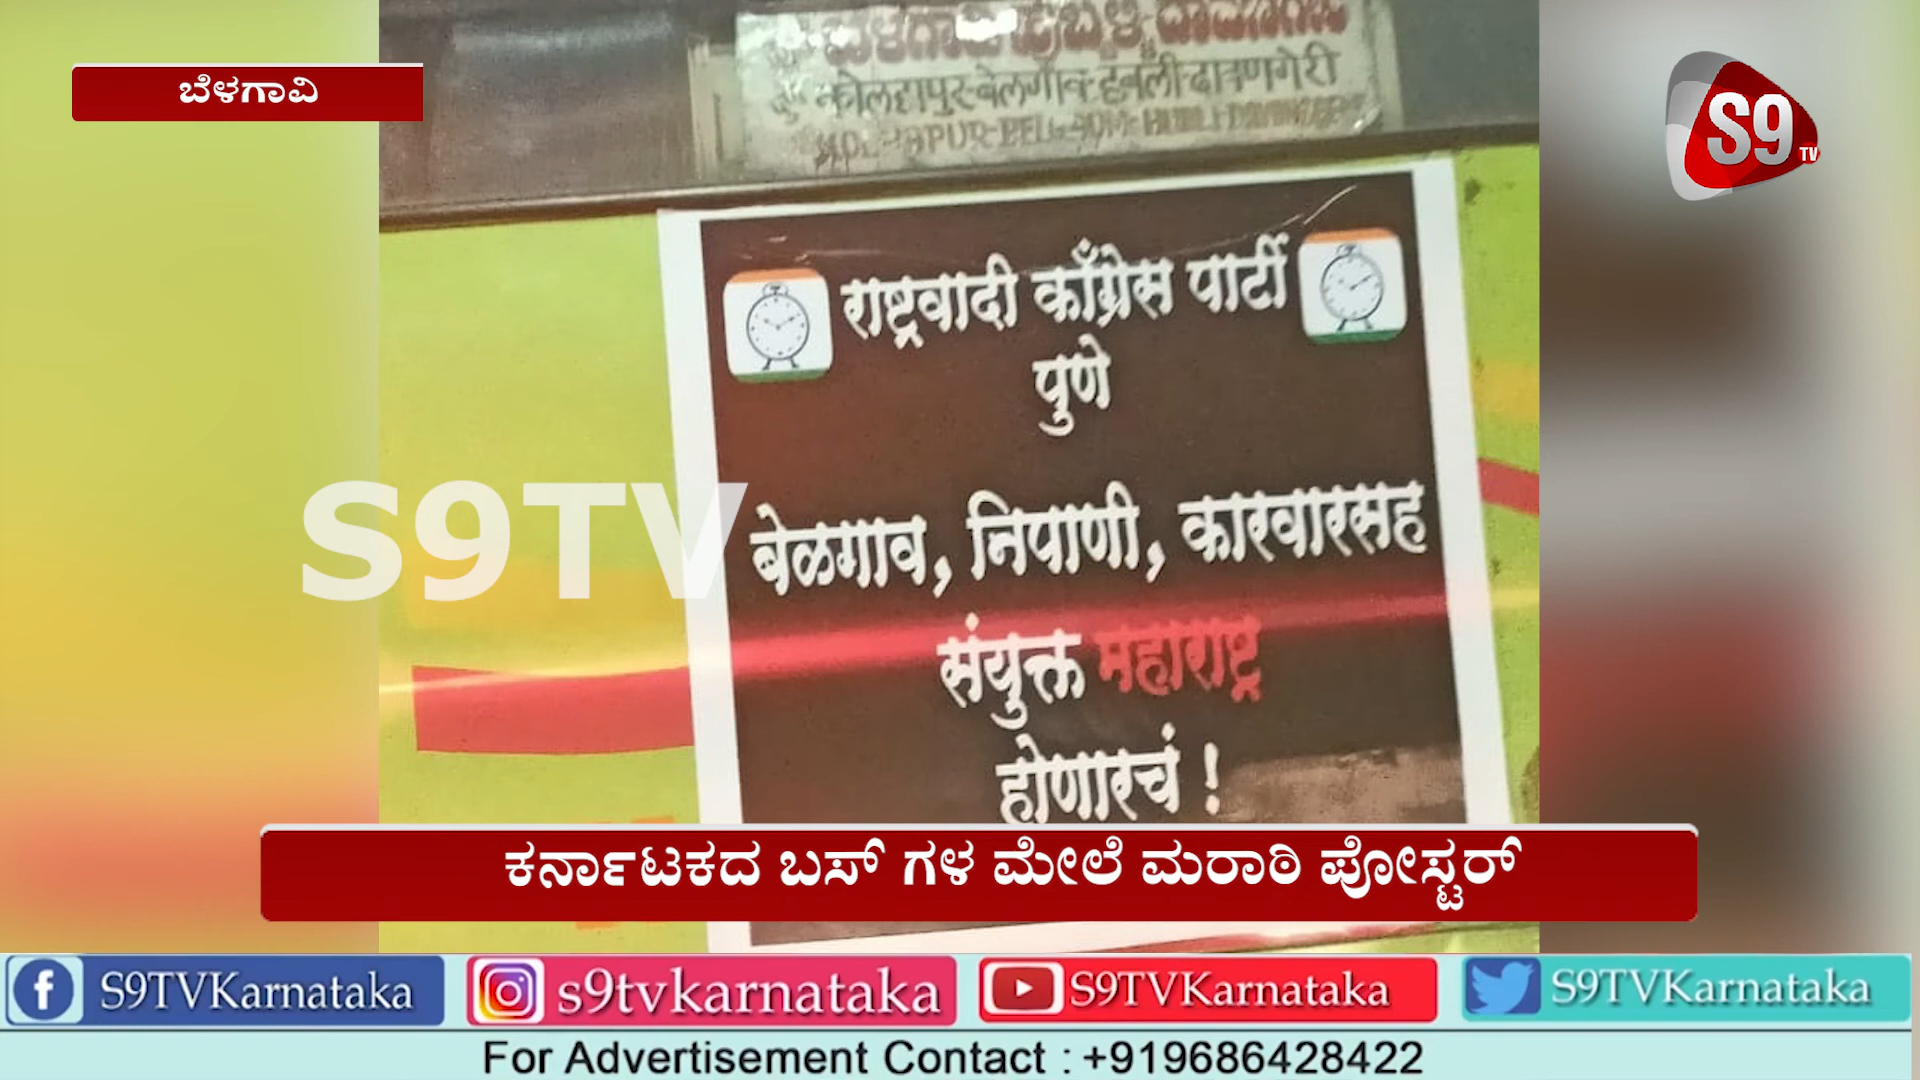 ಬೆಳಗಾವಿ
S9
TV
कोलहापुर-बेलगांव-हुबली-दावणगेरी
राष्ट्रवादी काँग्रेस पार्टी
पुणे
बेळगाव, निपाणी, कारवारसह
संयुक्त महाराष्ट्र
होणारचं !
S9TV
ಕರ್ನಾಟಕದ ಬಸ್ ಗಳ ಮೇಲೆ ಮರಾಠಿ ಪೋಸ್ಟರ್
S9TVKarnataka
s9tvkarnataka
S9TVKarnataka
S9TVKarnataka
For Advertisement Contact : +919686428422